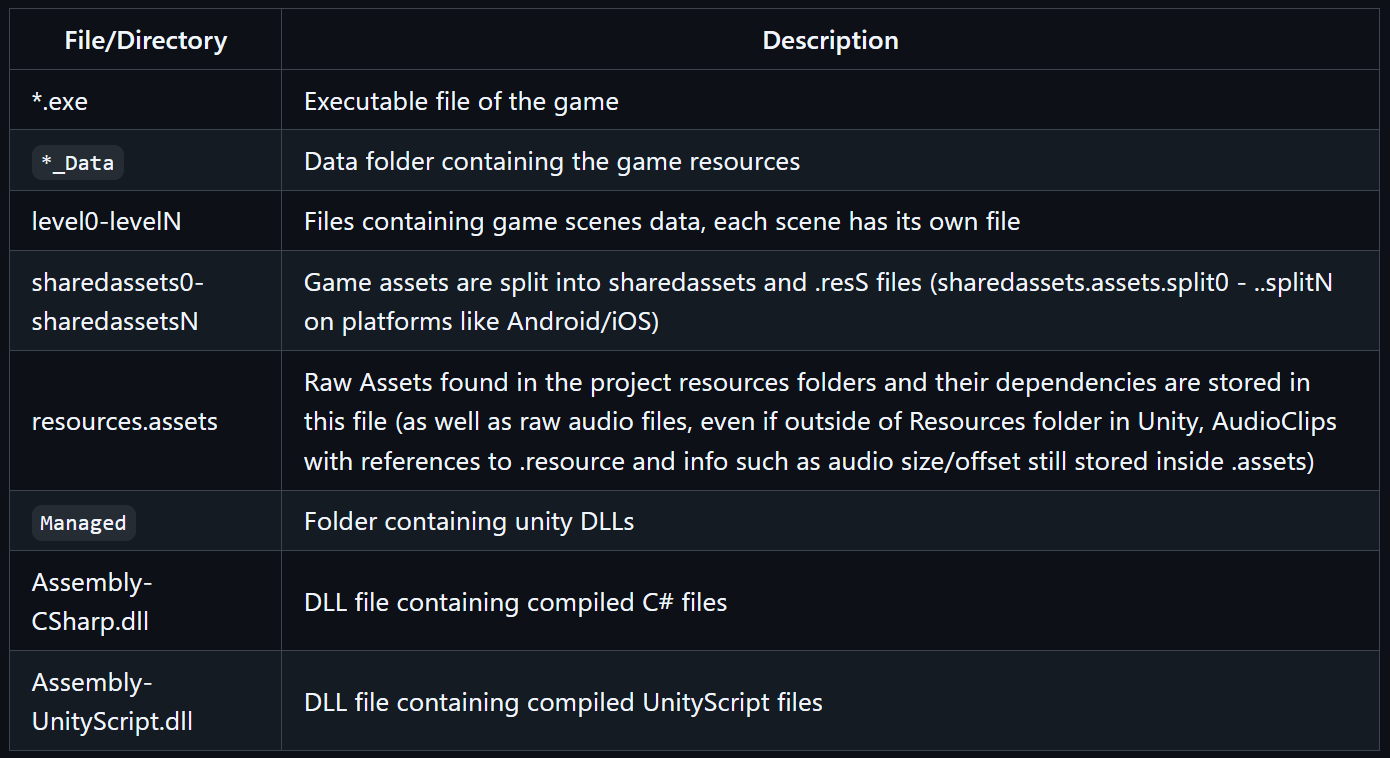 File/Directory
Description
*.exe
Executable file of the game
*_Data
Data folder containing the game resources
level0-levelN
Files containing game scenes data, each scene has its own file
sharedassets0-
sharedassetsN
Game assets are split into sharedassets and .resS files (sharedassets.assets.split0 - ..splitN
on platforms like Android/iOS)
resources.assets
Raw Assets found in the project resources folders and their dependencies are stored in
this file (as well as raw audio files, even if outside of Resources folder in Unity, AudioClips
with references to .resource and info such as audio size/offset still stored inside .assets)
Managed
Folder containing unity DLLs
Assembly-
CSharp.dll
DLL file containing compiled C# files
Assembly-
UnityScript.dll
DLL file containing compiled UnityScript files